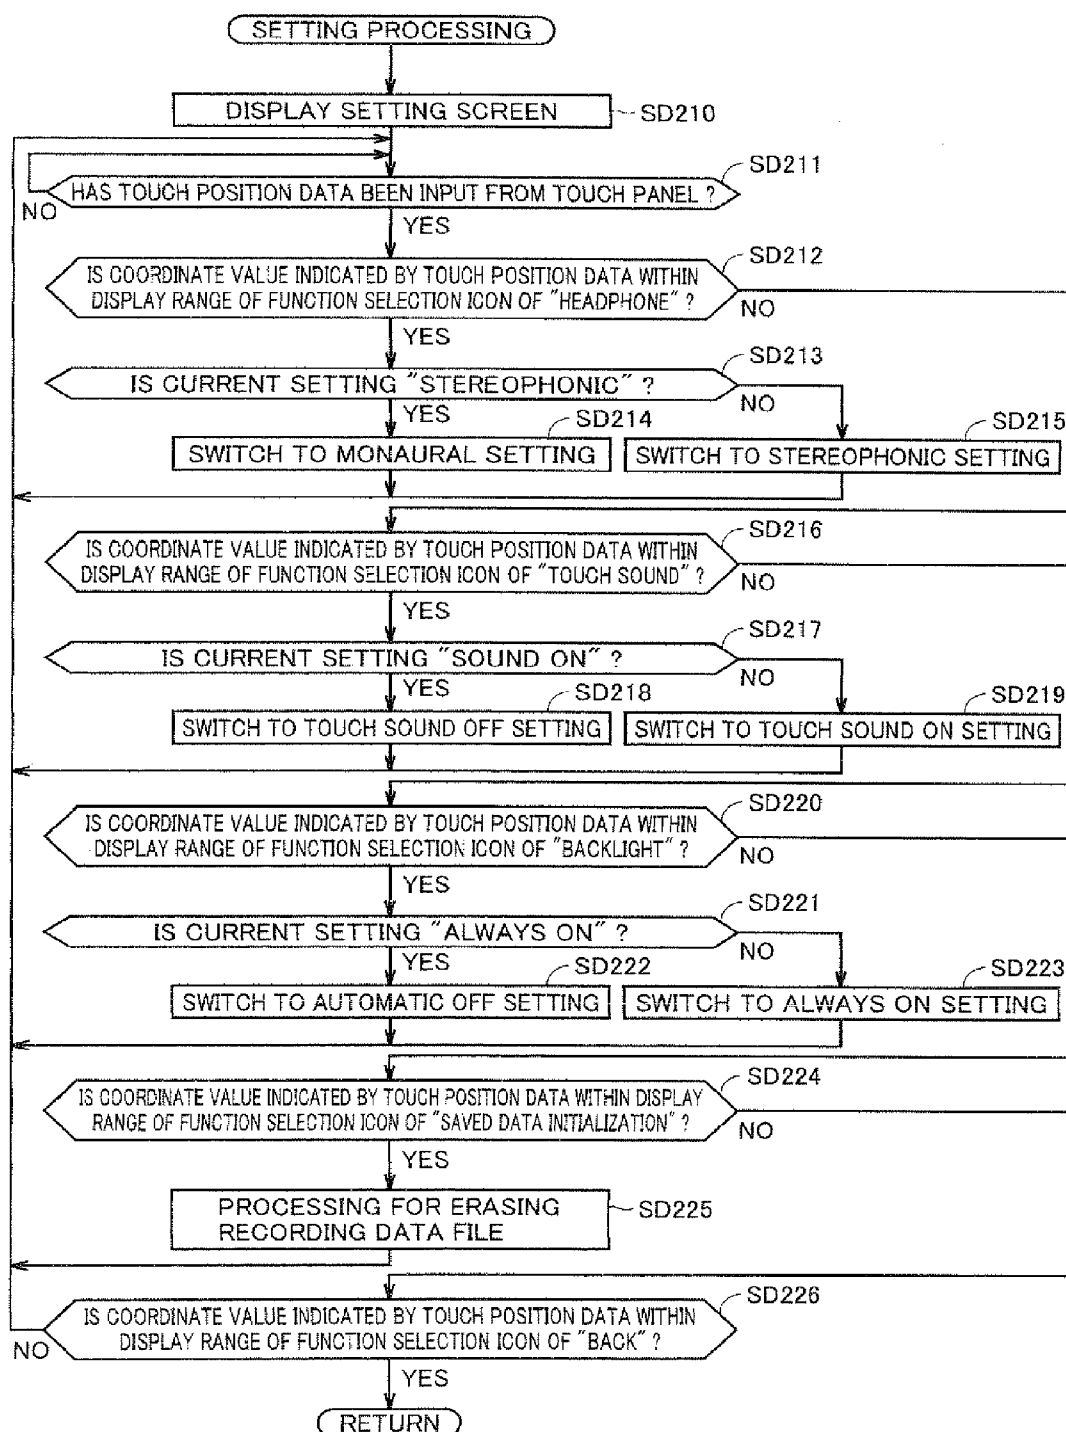 SETTING PROCESSING
DISPLAY SETTING SCREEN
SD210
SD211
HAS TOUCH POSITION DATA BEEN INPUT FROM TOUCH PANEL ?
NO
YES
SD212
IS COORDINATE VALUE INDICATED BY TOUCH POSITION DATA WITHIN
DISPLAY RANGE OF FUNCTION SELECTION ICON OF "HEADPHONE" ?
NO
YES
SD213
IS CURRENT SETTING "STEREOPHONIC" ?
NO
YES
SD214
SD215
SWITCH TO MONAURAL SETTING
SWITCH TO STEREOPHONIC SETTING
SD216
IS COORDINATE VALUE INDICATED BY TOUCH POSITION DATA WITHIN
DISPLAY RANGE OF FUNCTION SELECTION ICON OF "TOUCH SOUND" ?
NO
YES
SD217
IS CURRENT SETTING "SOUND ON" ?
NO
YES
SD218
SD219
SWITCH TO TOUCH SOUND OFF SETTING
SWITCH TO TOUCH SOUND ON SETTING
SD220
IS COORDINATE VALUE INDICATED BY TOUCH POSITION DATA WITHIN
DISPLAY RANGE OF FUNCTION SELECTION ICON OF "BACKLIGHT" ?
NO
YES
SD221
IS CURRENT SETTING "ALWAYS ON" ?
NO
YES
SD222
SD223
SWITCH TO AUTOMATIC OFF SETTING
SWITCH TO ALWAYS ON SETTING
SD224
IS COORDINATE VALUE INDICATED BY TOUCH POSITION DATA WITHIN DISPLAY
RANGE OF FUNCTION SELECTION ICON OF "SAVED DATA INITIALIZATION" ?
NO
YES
PROCESSING FOR ERASING
RECORDING DATA FILE
SD225
SD226
IS COORDINATE VALUE INDICATED BY TOUCH POSITION DATA WITHIN
DISPLAY RANGE OF FUNCTION SELECTION ICON OF "BACK" ?
NO
YES
RETURN